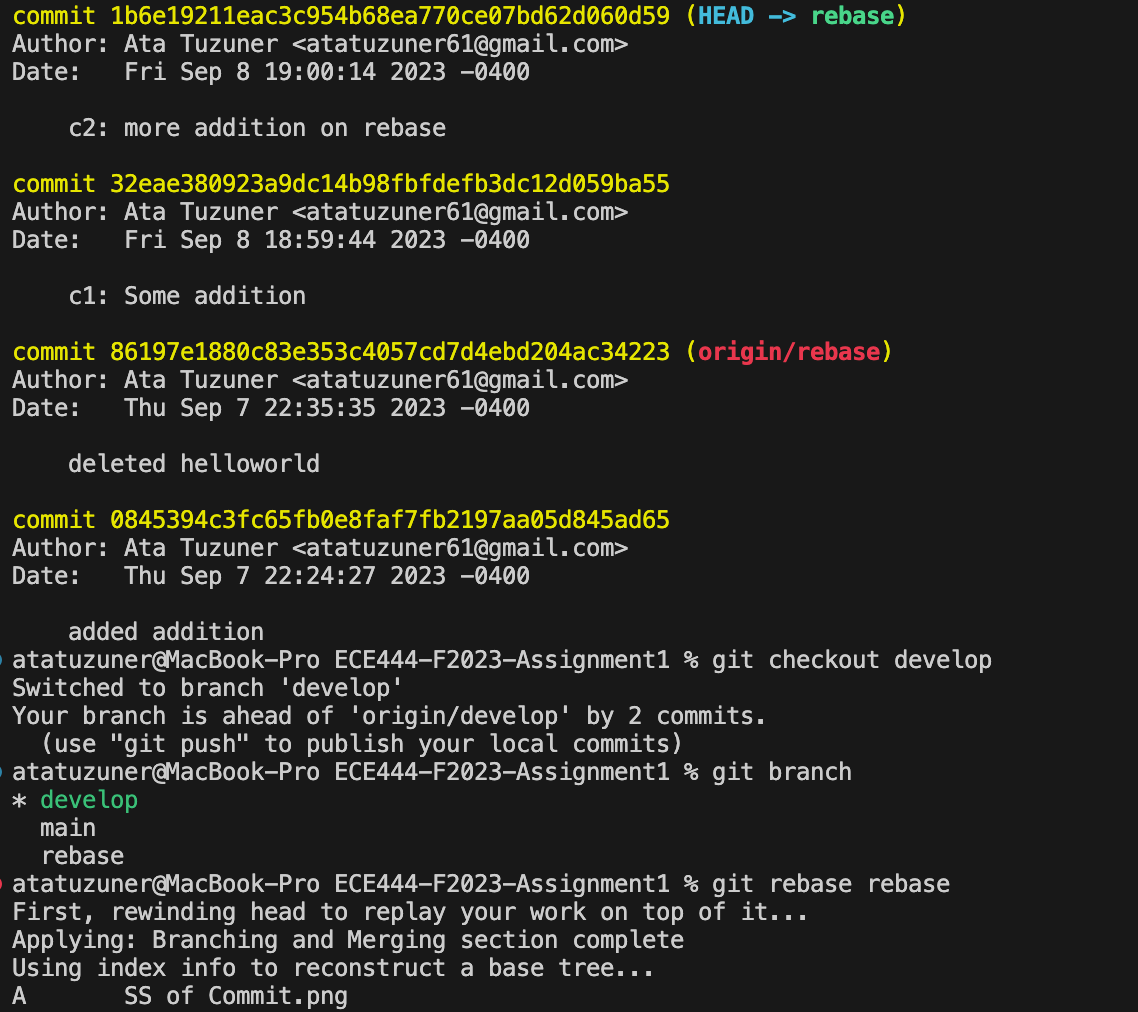 commit 1b6e19211eac3c954b68ea770ce07bd62d060d59 (HEAD -> rebase)
Author: Ata Tuzuner <atatuzuner61@gmail.com>
Date:   Fri Sep 8 19:00:14 2023 -0400
    c2: more addition on rebase
commit 32eae380923a9dc14b98fbfdefb3dc12d059ba55
Author: Ata Tuzuner <atatuzuner61@gmail.com>
Date:   Fri Sep 8 18:59:44 2023 -0400
    c1: Some addition
commit 86197e1880c83e353c4057cd7d4ebd204ac34223 (origin/rebase)
Author: Ata Tuzuner <atatuzuner61@gmail.com>
Date:   Thu Sep 7 22:35:35 2023 -0400
    deleted helloworld
commit 0845394c3fc65fb0e8faf7fb2197aa05d845ad65
Author: Ata Tuzuner <atatuzuner61@gmail.com>
Date:   Thu Sep 7 22:24:27 2023 -0400
    added addition
atatuzuner@MacBook-Pro ECE444-F2023-Assignment1 % git checkout develop
Switched to branch 'develop'
Your branch is ahead of 'origin/develop' by 2 commits.
  (use "git push" to publish your local commits)
atatuzuner@MacBook-Pro ECE444-F2023-Assignment1 % git branch
* develop
  main
  rebase
atatuzuner@MacBook-Pro ECE444-F2023-Assignment1 % git rebase rebase
First, rewinding head to replay your work on top of it...
Applying: Branching and Merging section complete
Using index info to reconstruct a base tree...
A       SS of Commit.png